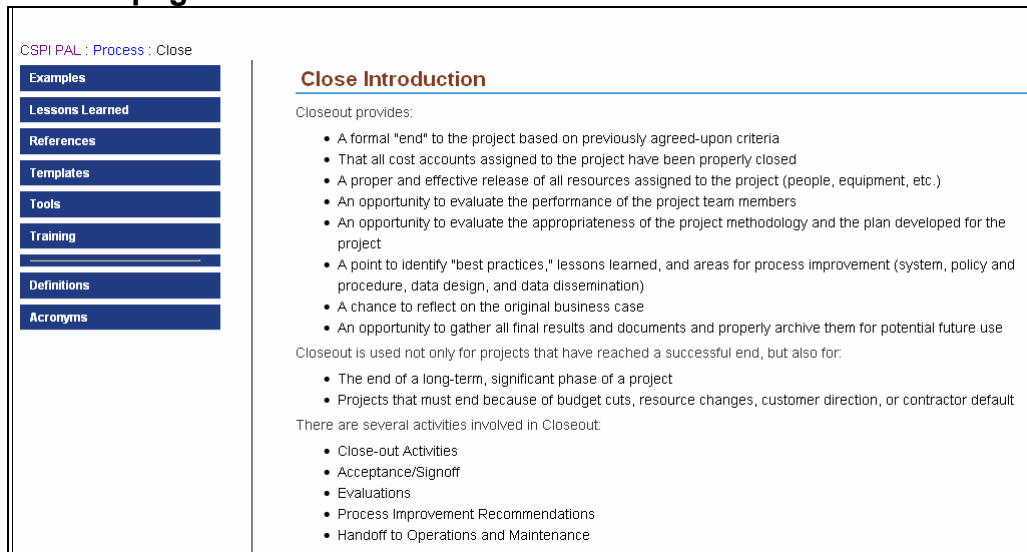 CSPI PAL : Process : Close
Examples
Lessons Learned
References
Templates
Tools
Training
Definitions
Acronyms
Close Introduction
Closeout provides:
• A formal "end" to the project based on previously agreed-upon criteria
• That all cost accounts assigned to the project have been properly closed
• A proper and effective release of all resources assigned to the project (people, equipment, etc.)
• An opportunity to evaluate the performance of the project team members
• An opportunity to evaluate the appropriateness of the project methodology and the plan developed for the
project
• A point to identify "best practices," lessons learned, and areas for process improvement (system, policy and
procedure, data design, and data dissemination)
• A chance to reflect on the original business case
• An opportunity to gather all final results and documents and properly archive them for potential future use
Closeout is used not only for projects that have reached a successful end, but also for:
• The end of a long-term, significant phase of a project
• Projects that must end because of budget cuts, resource changes, customer direction, or contractor default
There are several activities involved in Closeout:
• Close-out Activities
• Acceptance/Signoff
• Evaluations
• Process Improvement Recommendations
• Handoff to Operations and Maintenance